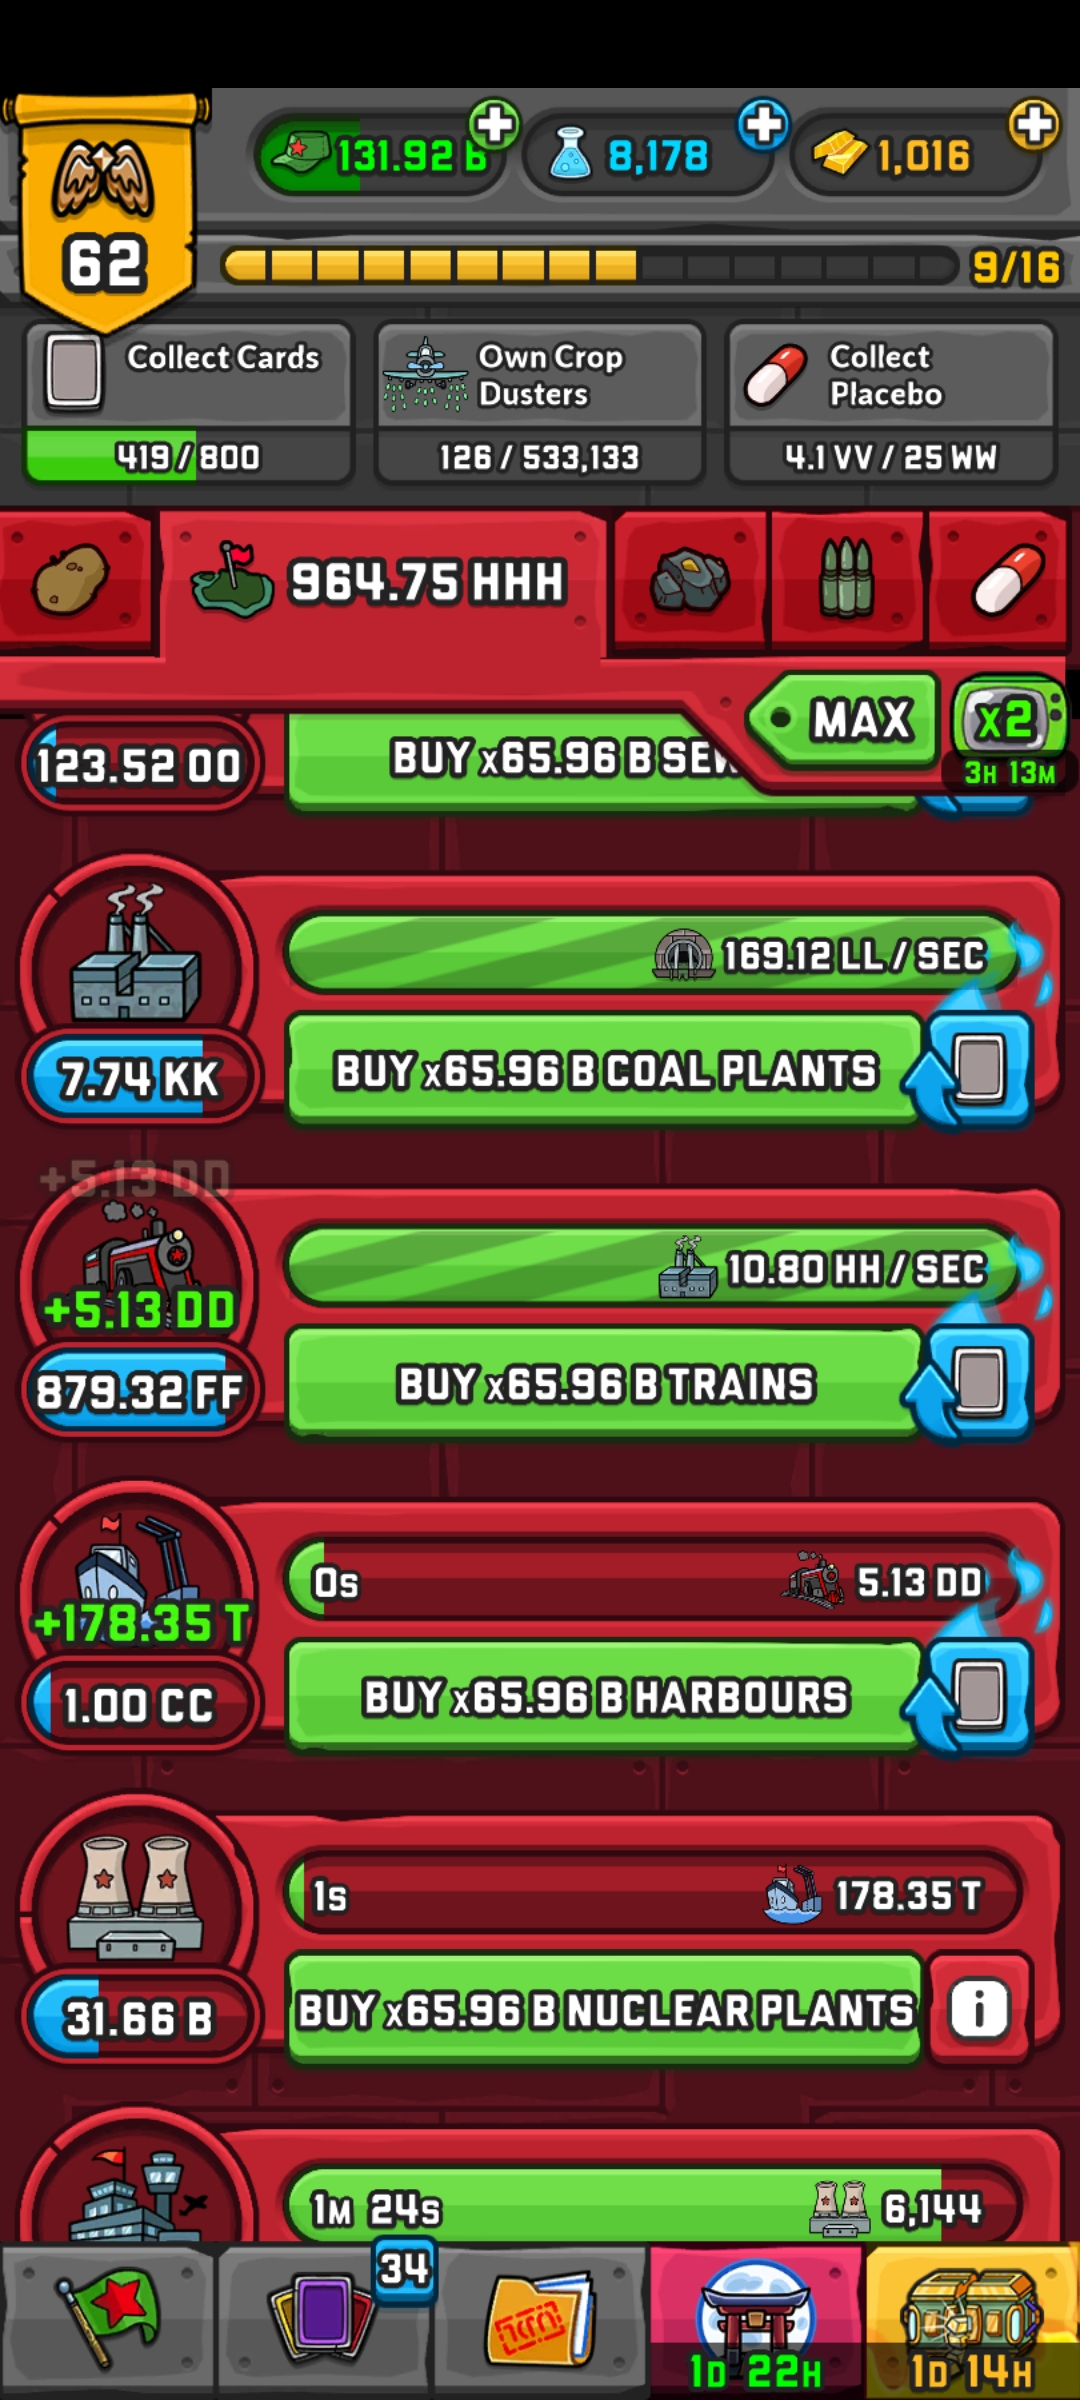 131.92 B
8,178
1,016
62
9/16
Collect Cards
419 / 800
Own Crop
Dusters
126 / 533,133
Collect
Placebo
4.1 VV / 25 WW
964.75 HHH
MAX
x2
3H 13M
123.52 OO
BUY x65.96 B
169.12 LL / SEC
7.74 KK
BUY x65.96 B COAL PLANTS
+5.13 DD
10.80 HH / SEC
+5.13 DD
879.32 FF
BUY x65.96 B TRAINS
0s
5.13 DD
+178.35 T
1.00 CC
BUY x65.96 B HARBOURS
1s
178.35 T
31.66 B
BUY x65.96 B NUCLEAR PLANTS
i
1M 24s
6,144
34
1D 22H
1D 14H